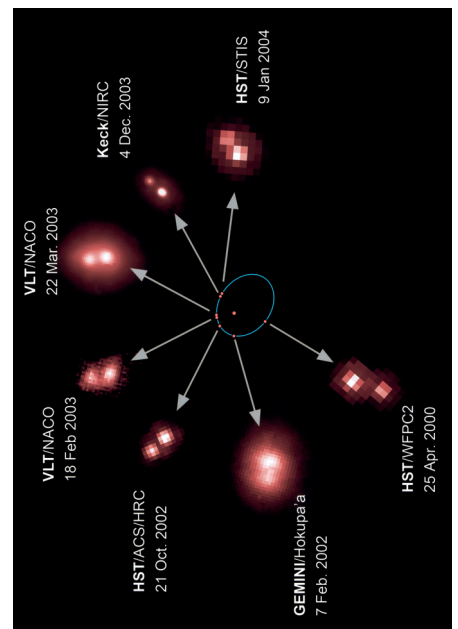 HST/STIS
9 Jan 2004
Keck/NIRC
4 Dec. 2003
VLT/NACO
22 Mar. 2003
VLT/NACO
18 Feb 2003
HST/ACS/HRC
21 Oct. 2002
GEMINI/Hokupa'a
7 Feb. 2002
HST/WFPC2
25 Apr. 2000